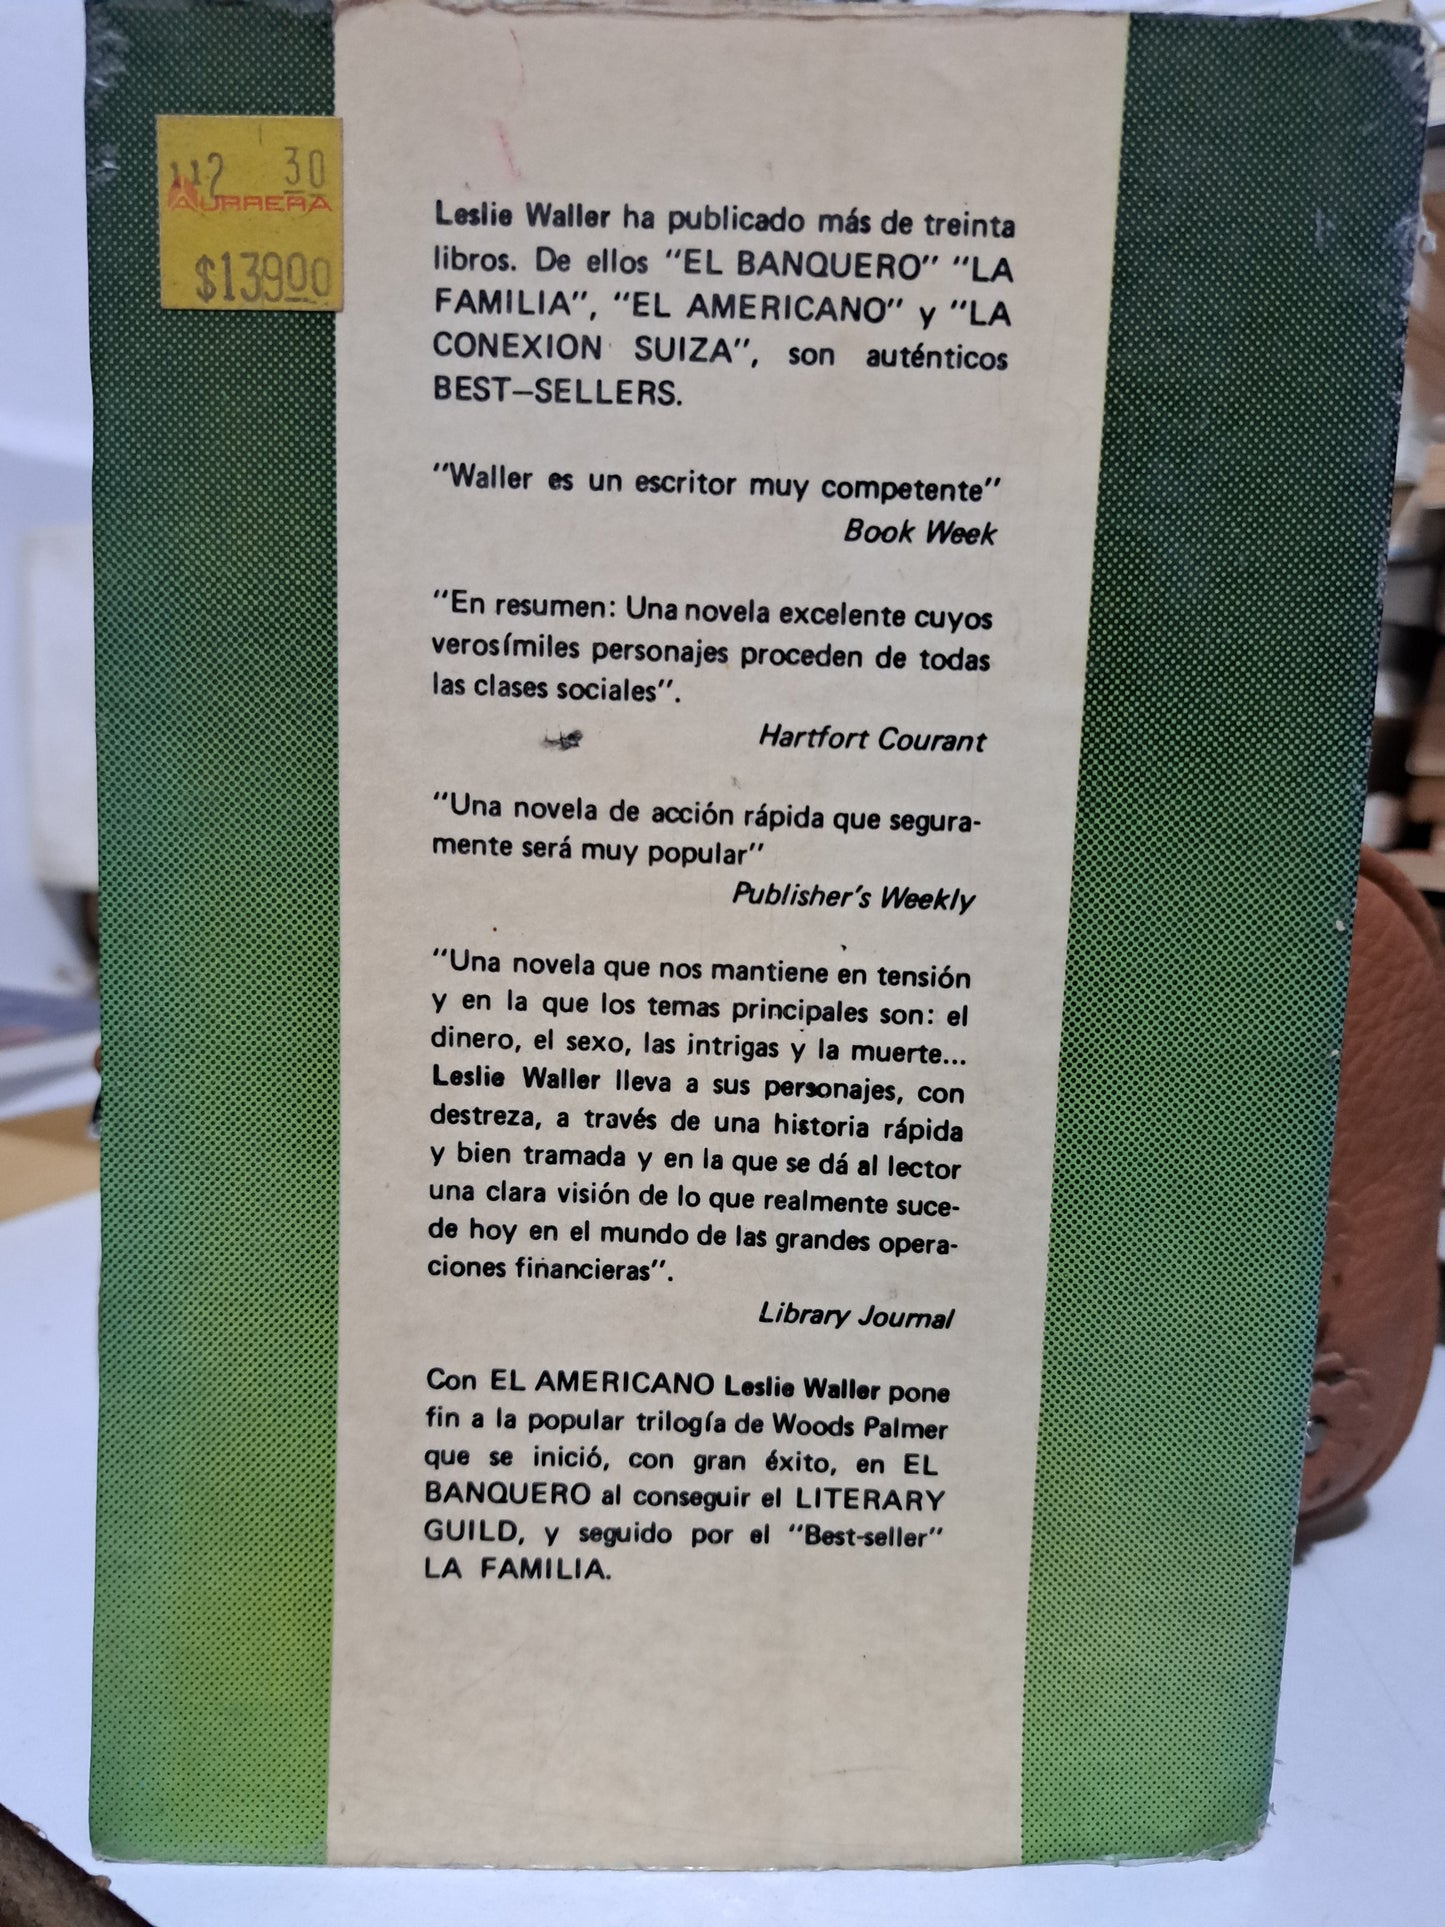 112 30
AURRERA
$13900
Leslie Waller ha publicado más de treinta
libros. De ellos "EL BANQUERO" "LA
FAMILIA", "EL AMERICANO" y "LA
CONEXION SUIZA", son auténticos
BEST—SELLERS.
"Waller es un escritor muy competente"
Book Week
"En resumen: Una novela excelente cuyos
verosímiles personajes proceden de todas
las clases sociales".
Hartfort Courant
"Una novela de acción rápida que segura-
mente será muy popular"
Publisher's Weekly
"Una novela que nos mantiene en tensión
y en la que los temas principales son: el
dinero, el sexo, las intrigas y la muerte...
Leslie Waller lleva a sus personajes, con
destreza, a través de una historia rápida
y bien tramada y en la que se dá al lector
una clara visión de lo que realmente suce-
de hoy en el mundo de las grandes opera-
ciones financieras".
Library Journal
Con EL AMERICANO Leslie Waller pone
fin a la popular trilogía de Woods Palmer
que se inició, con gran éxito, en EL
BANQUERO al conseguir el LITERARY
GUILD, y seguido por el "Best-seller"
LA FAMILIA.